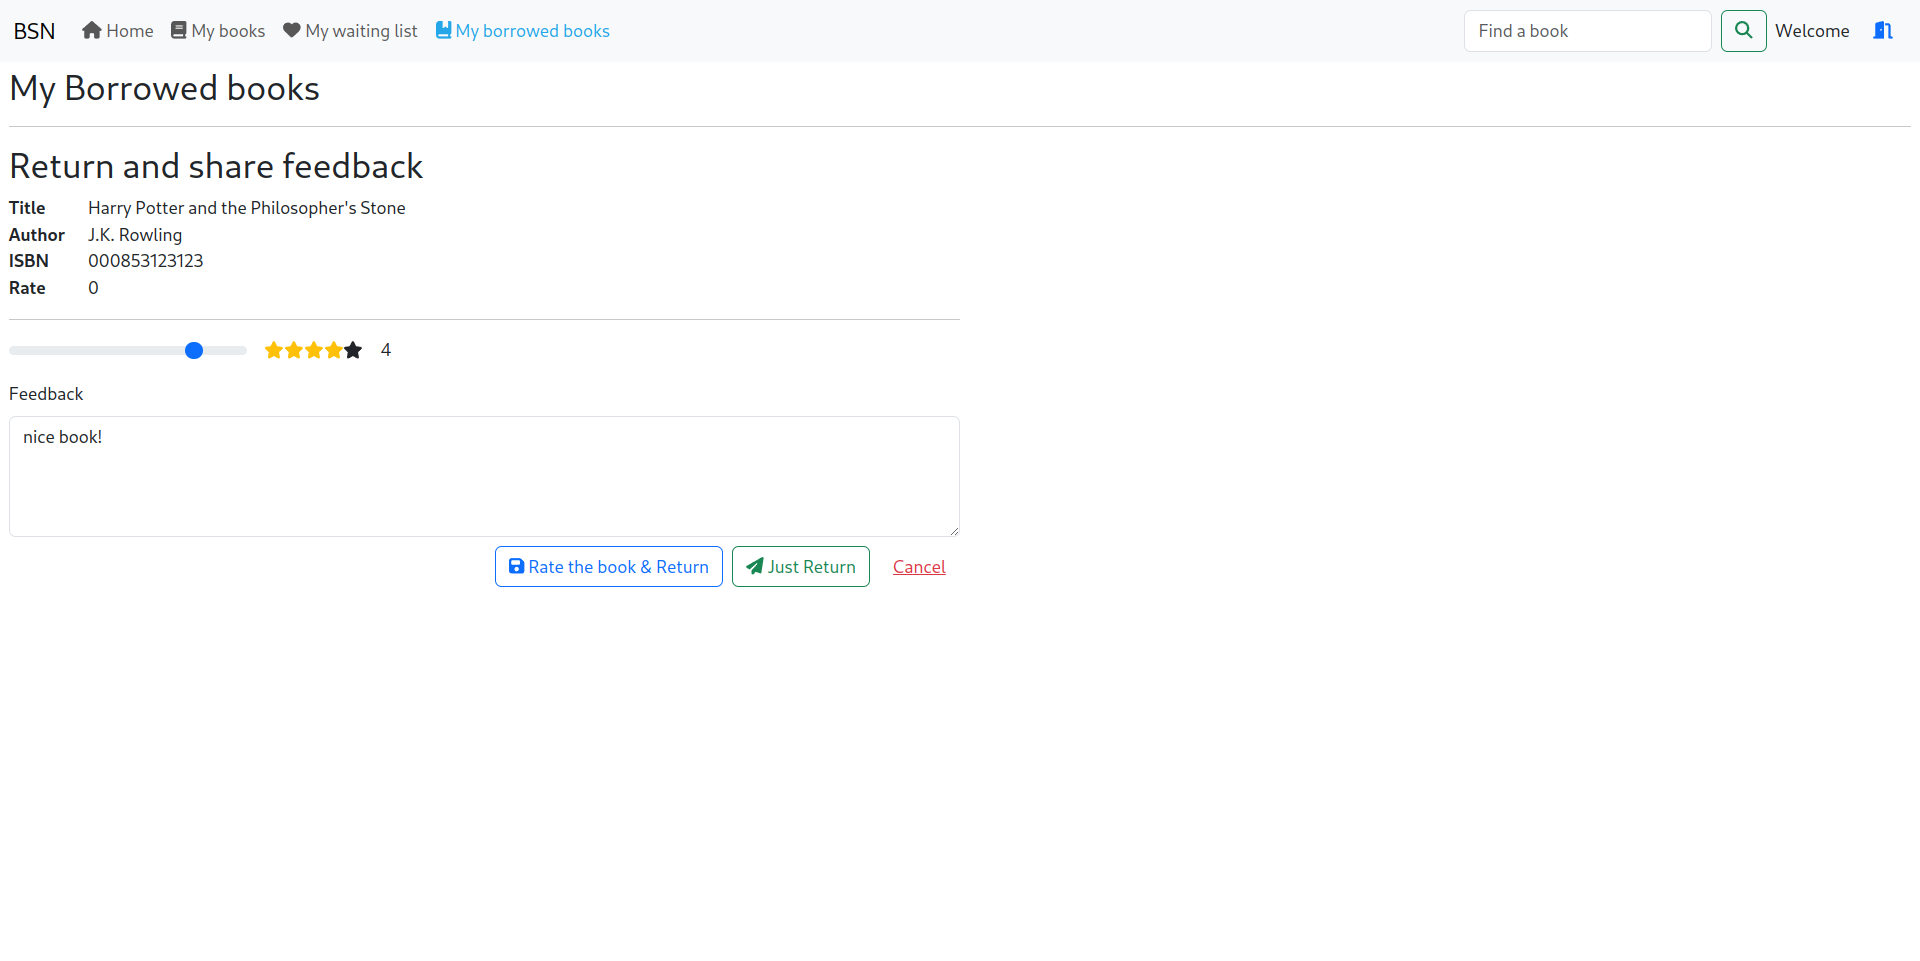 BSN Home My books My waiting list My borrowed books Find a book Welcome
My Borrowed books
Return and share feedback
Title Harry Potter and the Philosopher's Stone
Author J.K. Rowling
ISBN 000853123123
Rate 0
4
Feedback
nice book!
Rate the book & Return Just Return Cancel